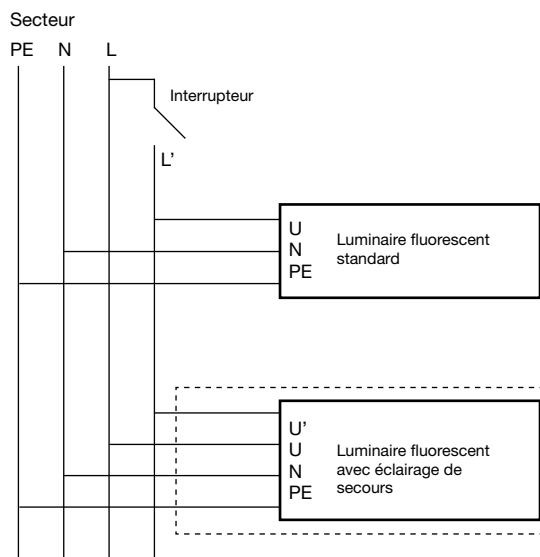 Secteur
PE N L
Interrupteur
L’
U
N
PE
Luminaire fluorescent
standard
U’
U
N
PE
Luminaire fluorescent
avec éclairage de
secours